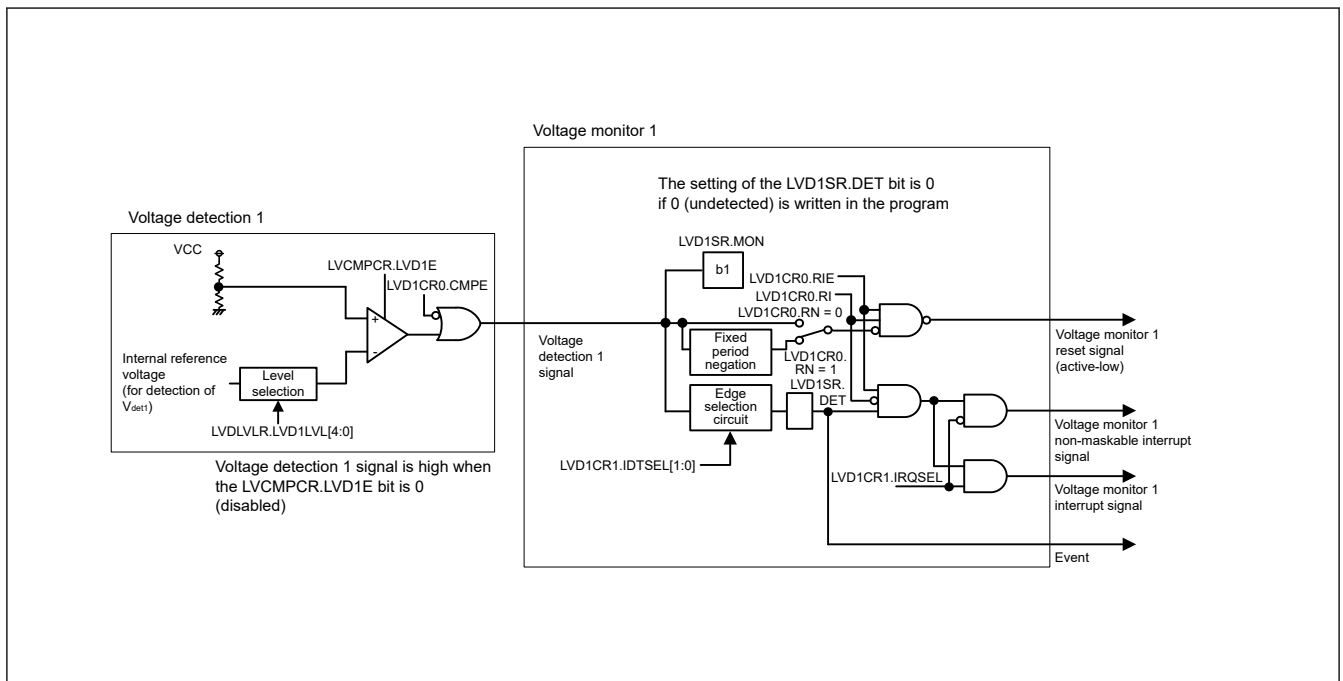 Voltage monitor 1
The setting of the LVD1SR.DET bit is 0
if 0 (undetected) is written in the program
Voltage detection 1
VCC
LVCMPCR.LVD1E
LVD1CR0.CMPE
LVD1SR.MON
b1
LVD1CR0.RIE
LVD1CR0.RI
LVD1CR0.RN = 0
+
-
Internal reference
voltage
(for detection of
Vdet1)
Level
selection
LVDLVLR.LVD1LVL[4:0]
Voltage detection 1 signal is high when
the LVCMPCR.LVD1E bit is 0
(disabled)
Voltage
detection 1
signal
Fixed
period
negation
LVD1CR0.
RN = 1
LVD1SR.
DET
Edge
selection
circuit
LVD1CR1.IDTSEL[1:0]
LVD1CR1.IRQSEL
Voltage monitor 1
reset signal
(active-low)
Voltage monitor 1
non-maskable interrupt
signal
Voltage monitor 1
interrupt signal
Event